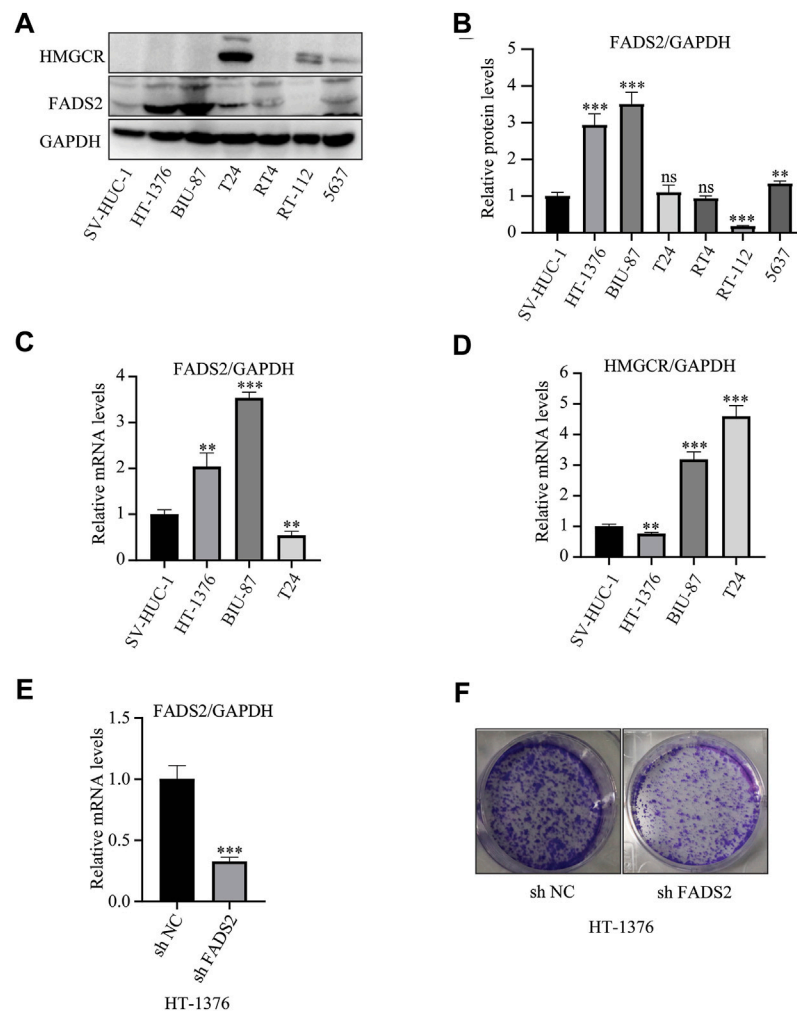 A
HMGCR
FADS2
GAPDH
SV-HUC-1
HT-1376
BIU-87
T24
RT4
RT-112
5637
B
FADS2/GAPDH
Relative protein levels
5
4
3
2
1
0
***
***
ns
ns
***
**
SV-HUC-1
HT-1376
BIU-87
T24
RT4
RT-112
5637
C
FADS2/GAPDH
Relative mRNA levels
4
3
2
1
0
**
***
**
SV-HUC-1
HT-1376
BIU-87
T24
D
HMGCR/GAPDH
Relative mRNA levels
6
5
4
3
2
1
0
**
***
***
SV-HUC-1
HT-1376
BIU-87
T24
E
FADS2/GAPDH
Relative mRNA levels
1.5
1.0
0.5
0.0
***
sh NC
sh FADS2
HT-1376
F
sh NC
sh FADS2
HT-1376